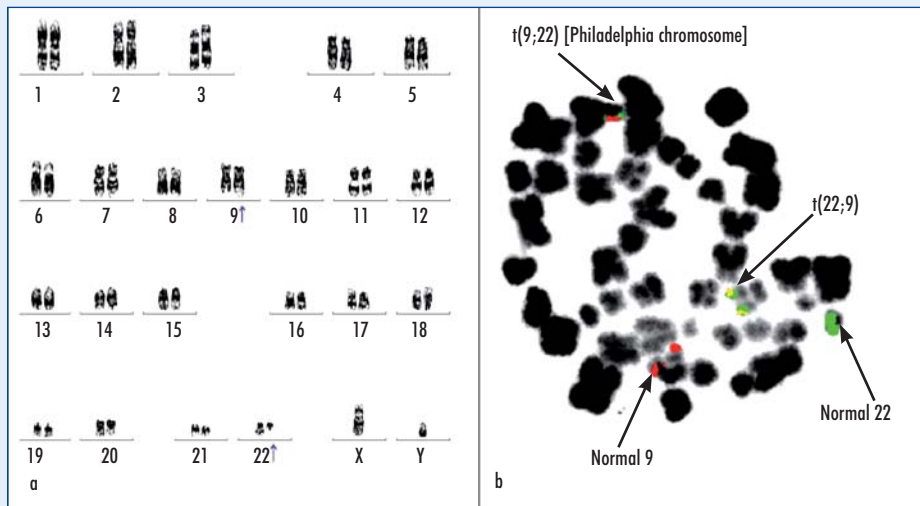 1 2 3 4 5
6 7 8 9↑ 10 11 12
13 14 15 16 17 18
19 20 21 22↑ X Y
a
t(9;22) [Philadelphia chromosome]
t(22;9)
Normal 22
Normal 9
b